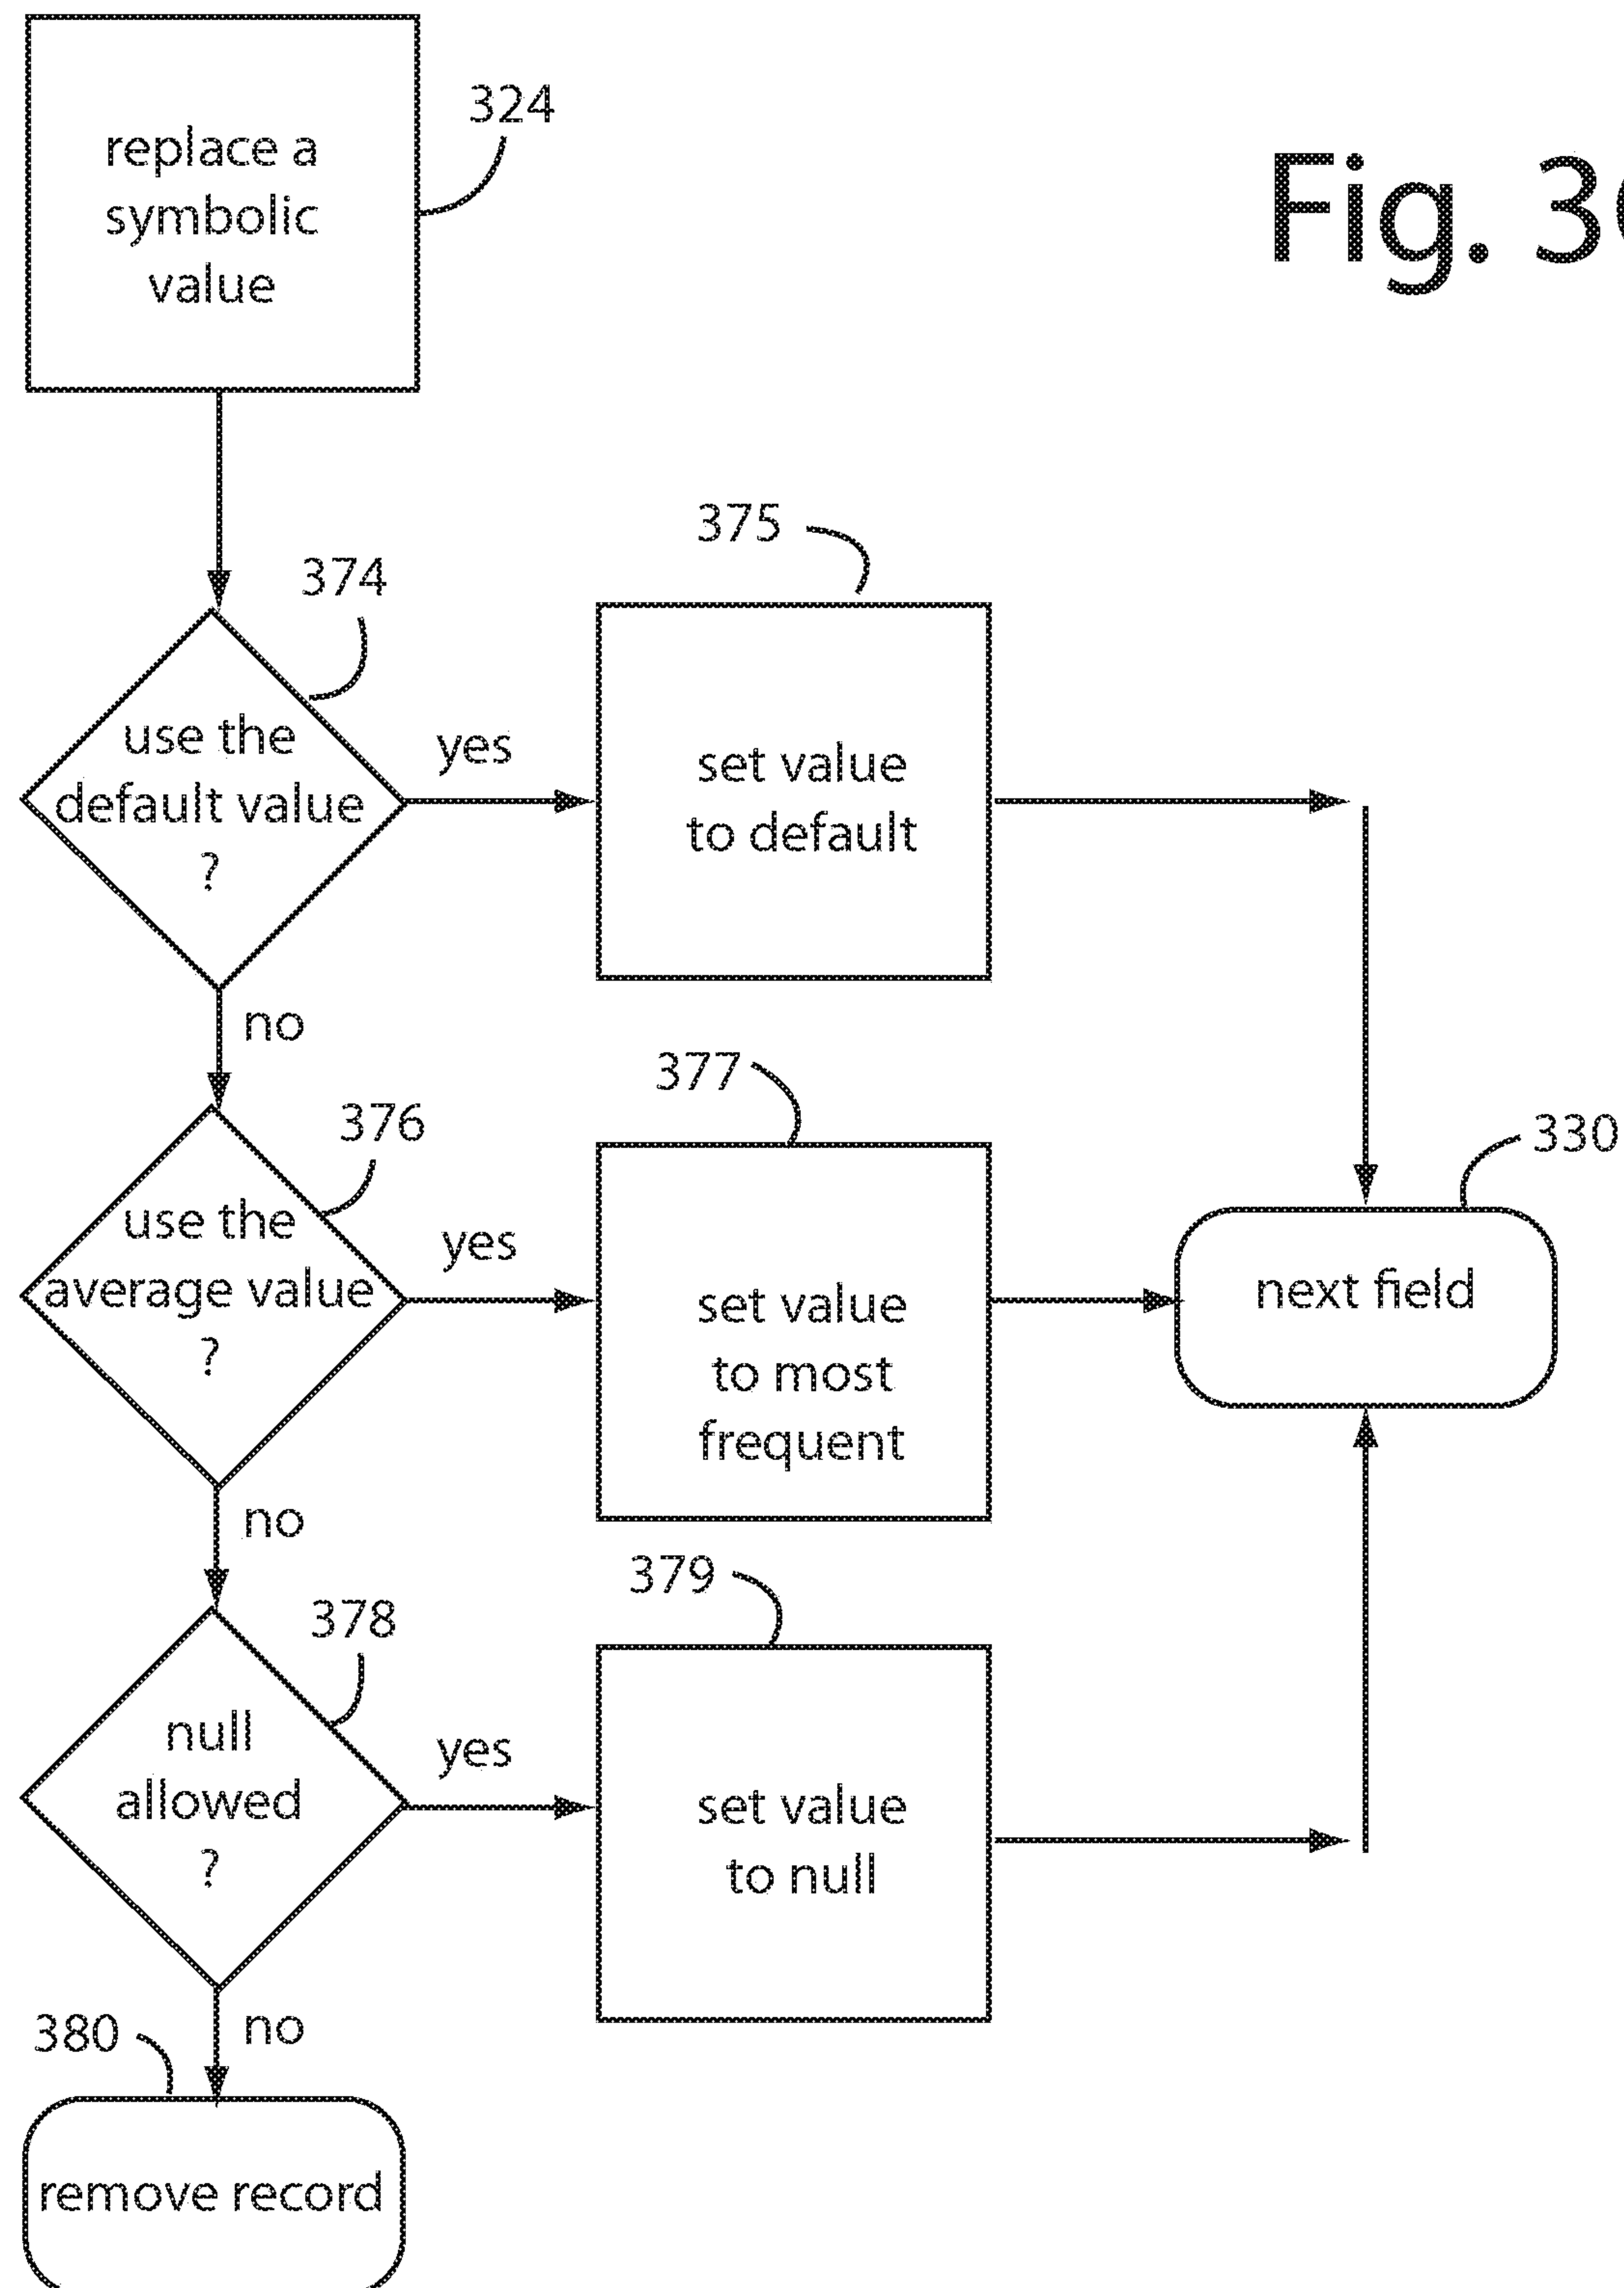 324
replace a
symbolic
value
Fig.
374
use the
default value
?
yes
375
set value
to default
no
376
use the
average value
?
yes
377
set value
to most
frequent
330
next field
no
378
null
allowed
?
yes
379
set value
to null
no
380
remove record